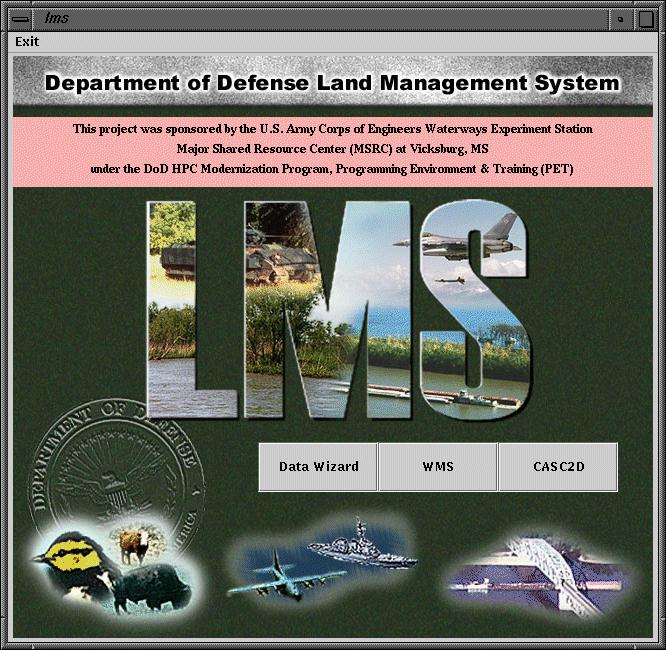 lms
Exit
Department of Defense Land Management System
This project was sponsored by the U.S. Army Corps of Engineers Waterways Experiment Station
Major Shared Resource Center (MSRC) at Vicksburg, MS
under the DoD HPC Modernization Program, Programming Environment & Training (PET)
LMS
DEPARTMENT OF DEFENSE
Data Wizard
WMS
CASC2D